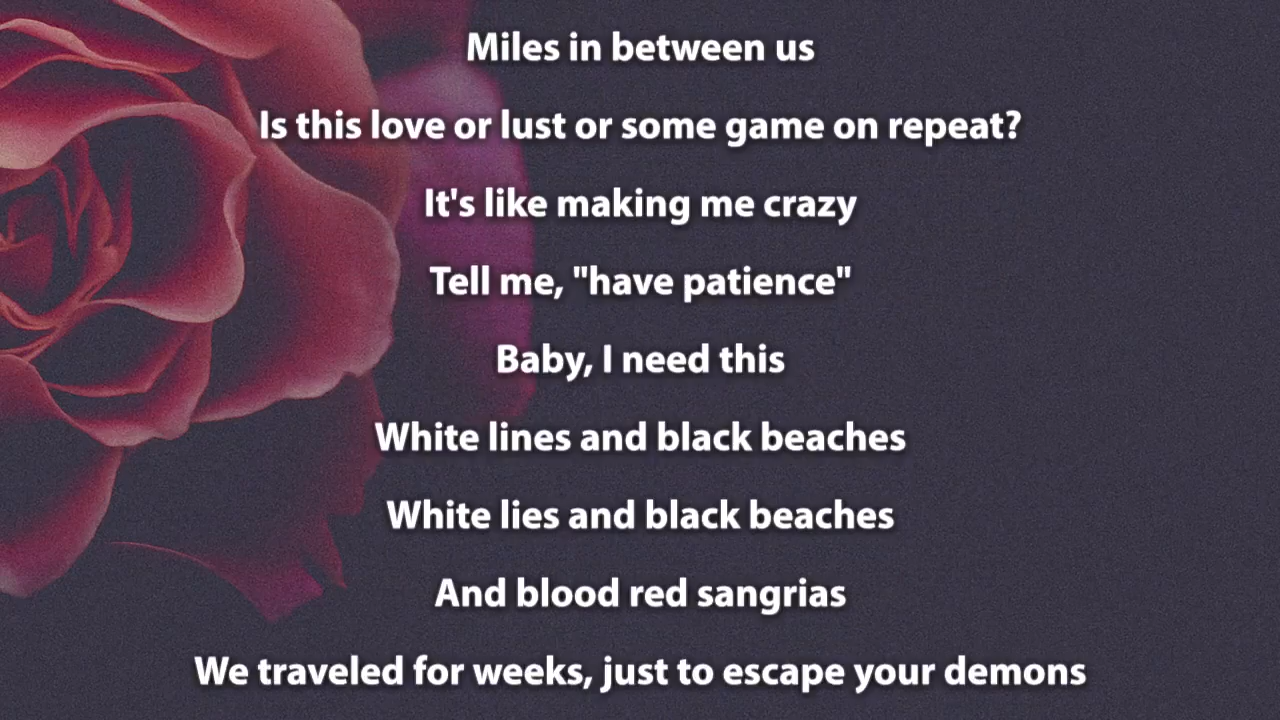 Miles in between us
Is this love or lust or some game on repeat?
It's like making me crazy
Tell me, "have patience"
Baby, I need this
White lines and black beaches
White lies and black beaches
And blood red sangrias
We traveled for weeks, just to escape your demons